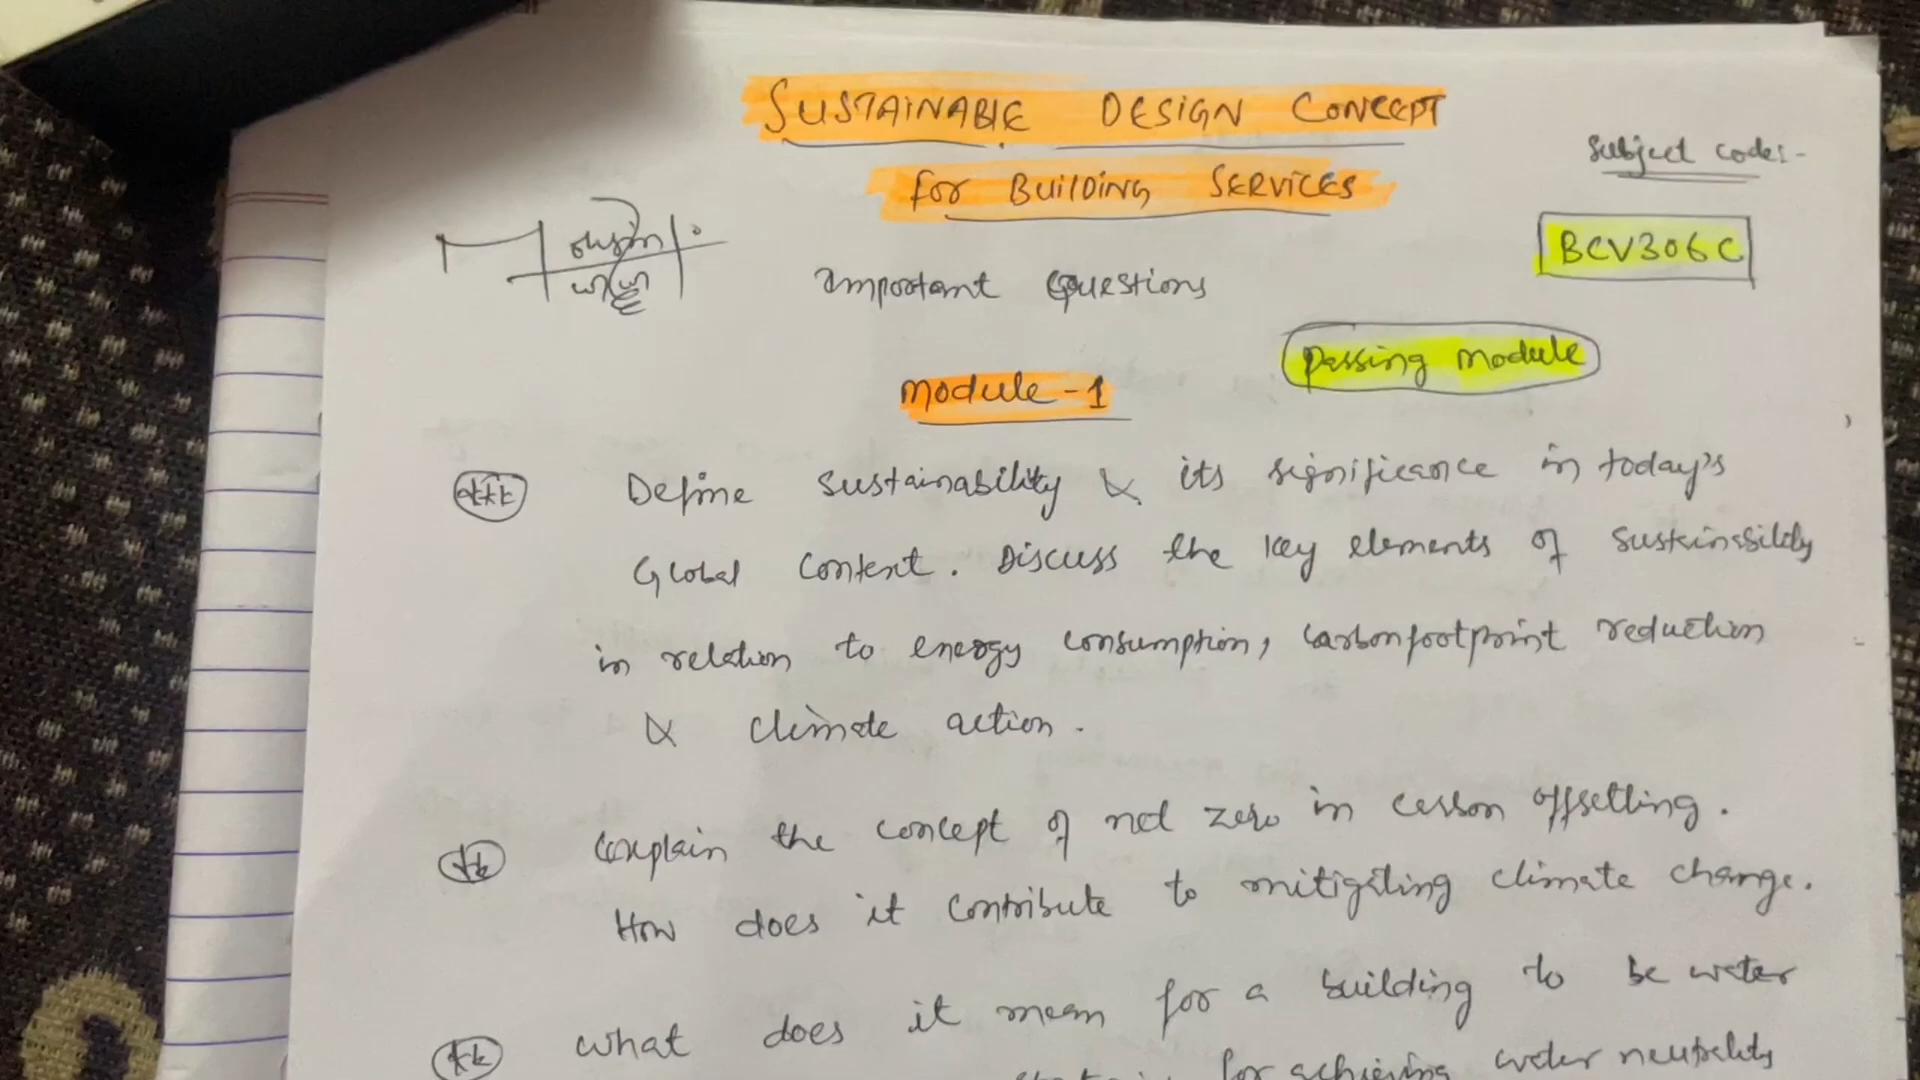 SUSTAINABLE DESIGN CONCEPT
for BUILDING SERVICES
Subject code:-
BCV306C
Important Questions
Passing module
Module-1
*** Define sustainability & its significance in today's
Global Content. Discuss the key elements of sustainability
in relation to energy consumption, carbon footprint reduction
& climate action.
** Explain the concept of net zero in carbon offsetting.
How does it contribute to mitigating climate change.
** What does it mean for a building to be water
for achieving water neutrality